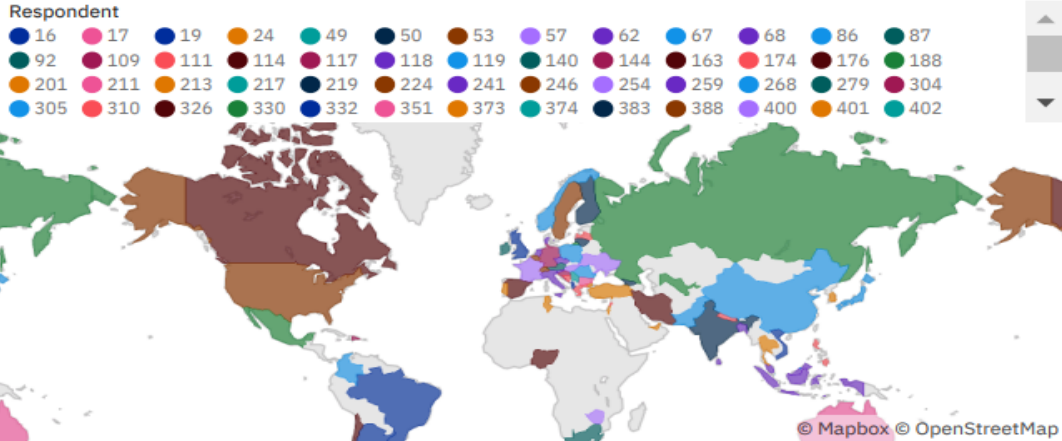 Respondent
16 17 19 24 49 50 53 57 62 67 68 86 87
92 109 111 114 117 118 119 140 144 163 174 176 188
201 211 213 217 219 224 241 246 254 259 268 279 304
305 310 326 330 332 351 373 374 383 388 400 401 402
© Mapbox © OpenStreetMap